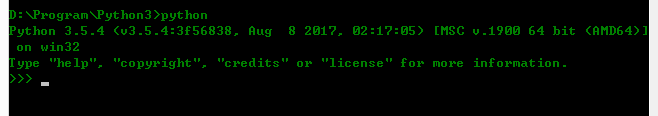 D:\Program\Python3>python
Python 3.5.4 (v3.5.4:3f56838, Aug  8 2017, 02:17:05) [MSC v.1900 64 bit (AMD64)]
 on win32
Type "help", "copyright", "credits" or "license" for more information.
>>> _